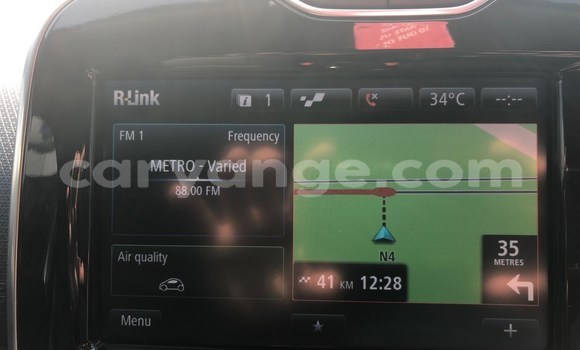 R-Link
i 1
34°C
--:--
FM 1
Frequency
METRO - Varied
88.00 FM
carvange.com
Air quality
N4
41 KM 12:28
35
METRES
Menu
+